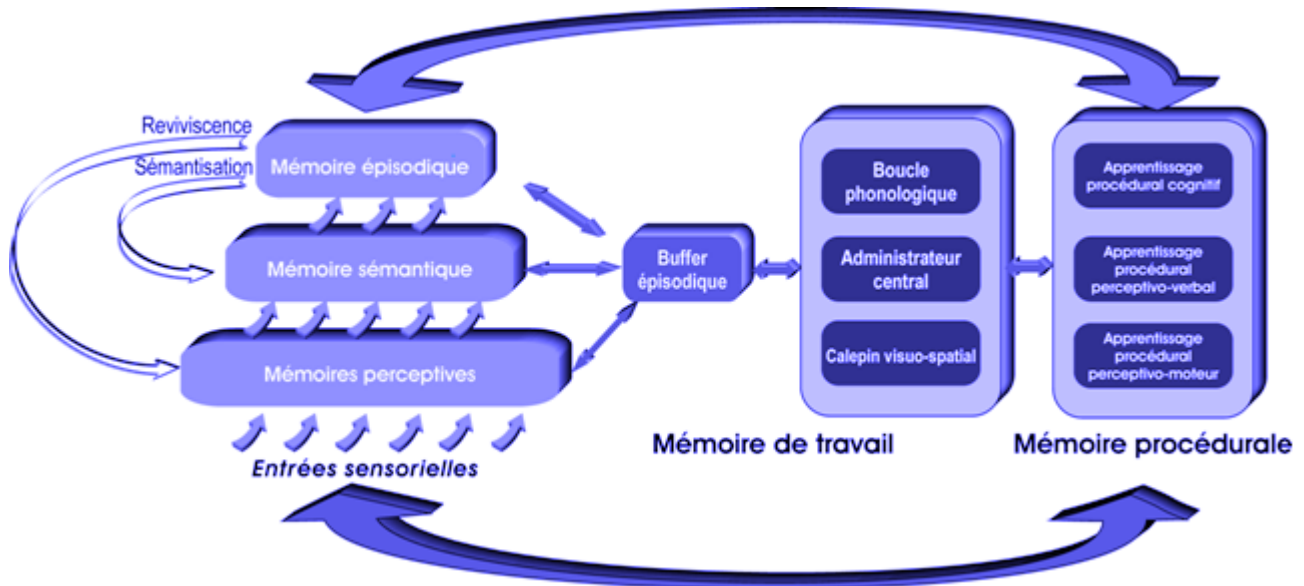 Reviviscence
Sémantisation
Mémoire épisodique
Mémoire sémantique
Mémoires perceptives
Entrées sensorielles
Buffer
épisodique
Boucle
phonologique
Administrateur
central
Calepin visuo-spatial
Mémoire de travail
Apprentissage
procédural cognitif
Apprentissage
procédural
perceptivo-verbal
Apprentissage
procédural
perceptivo-moteur
Mémoire procédurale